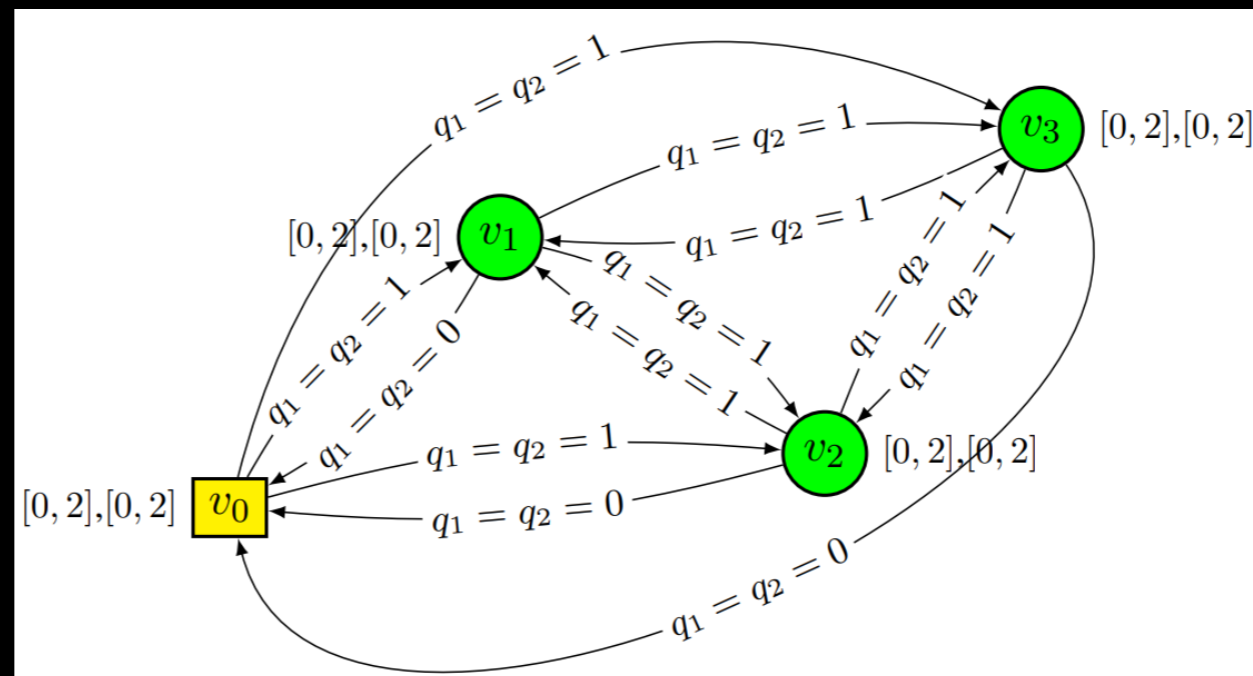 q₁ = q₂ = 1
v₃
[0, 2],[0, 2]
q₁ = q₂ = 1
[0, 2],[0, 2]
v₁
q₁ = q₂ = 1
q₁ = q₂ = 1
q₁ = q₂ = 1
q₁ = q₂ = 1
q₁ = q₂ = 1
q₁ = q₂ = 1
q₁ = q₂ = 0
q₁ = q₂ = 1
q₁ = q₂ = 1
v₂
[0, 2],[0, 2]
[0, 2],[0, 2]
v₀
q₁ = q₂ = 0
q₁ = q₂ = 0